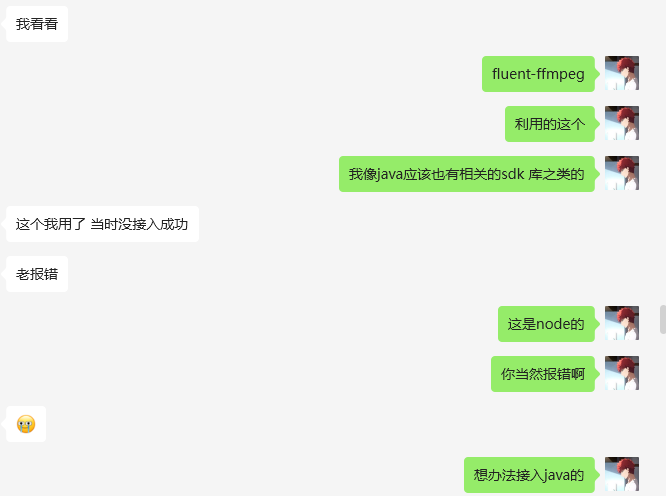 我看看
fluent-ffmpeg
利用的这个
我像java应该也有相关的sdk 库之类的
这个我用了 当时没接入成功
老报错
这是node的
你当然报错啊
想办法接入java的